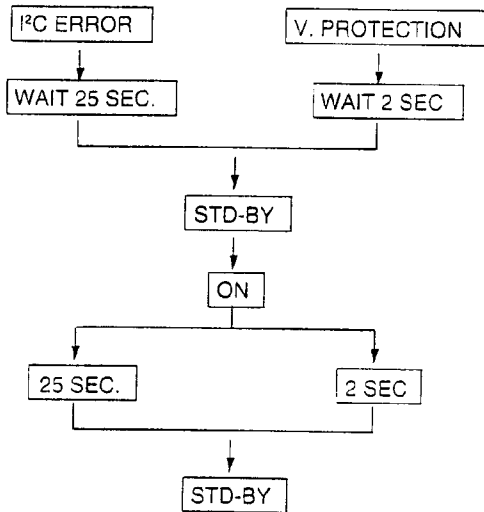 I²C ERROR
V. PROTECTION
WAIT 25 SEC.
WAIT 2 SEC
STD-BY
ON
25 SEC.
2 SEC
STD-BY